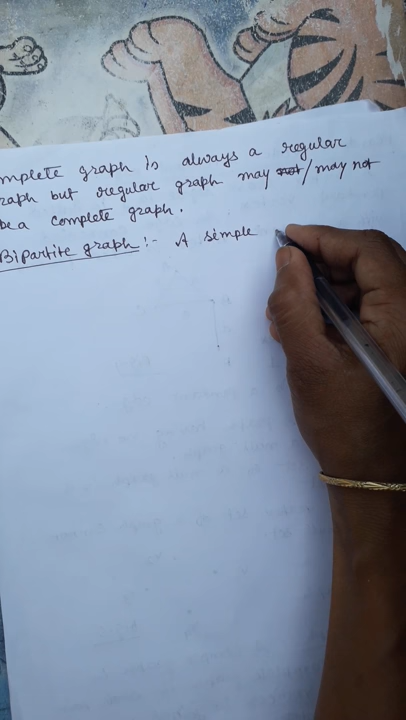 mplete graph is always a regular
raph but regular graph may not / may not
be a complete graph.
BiPartite graph :- A simple